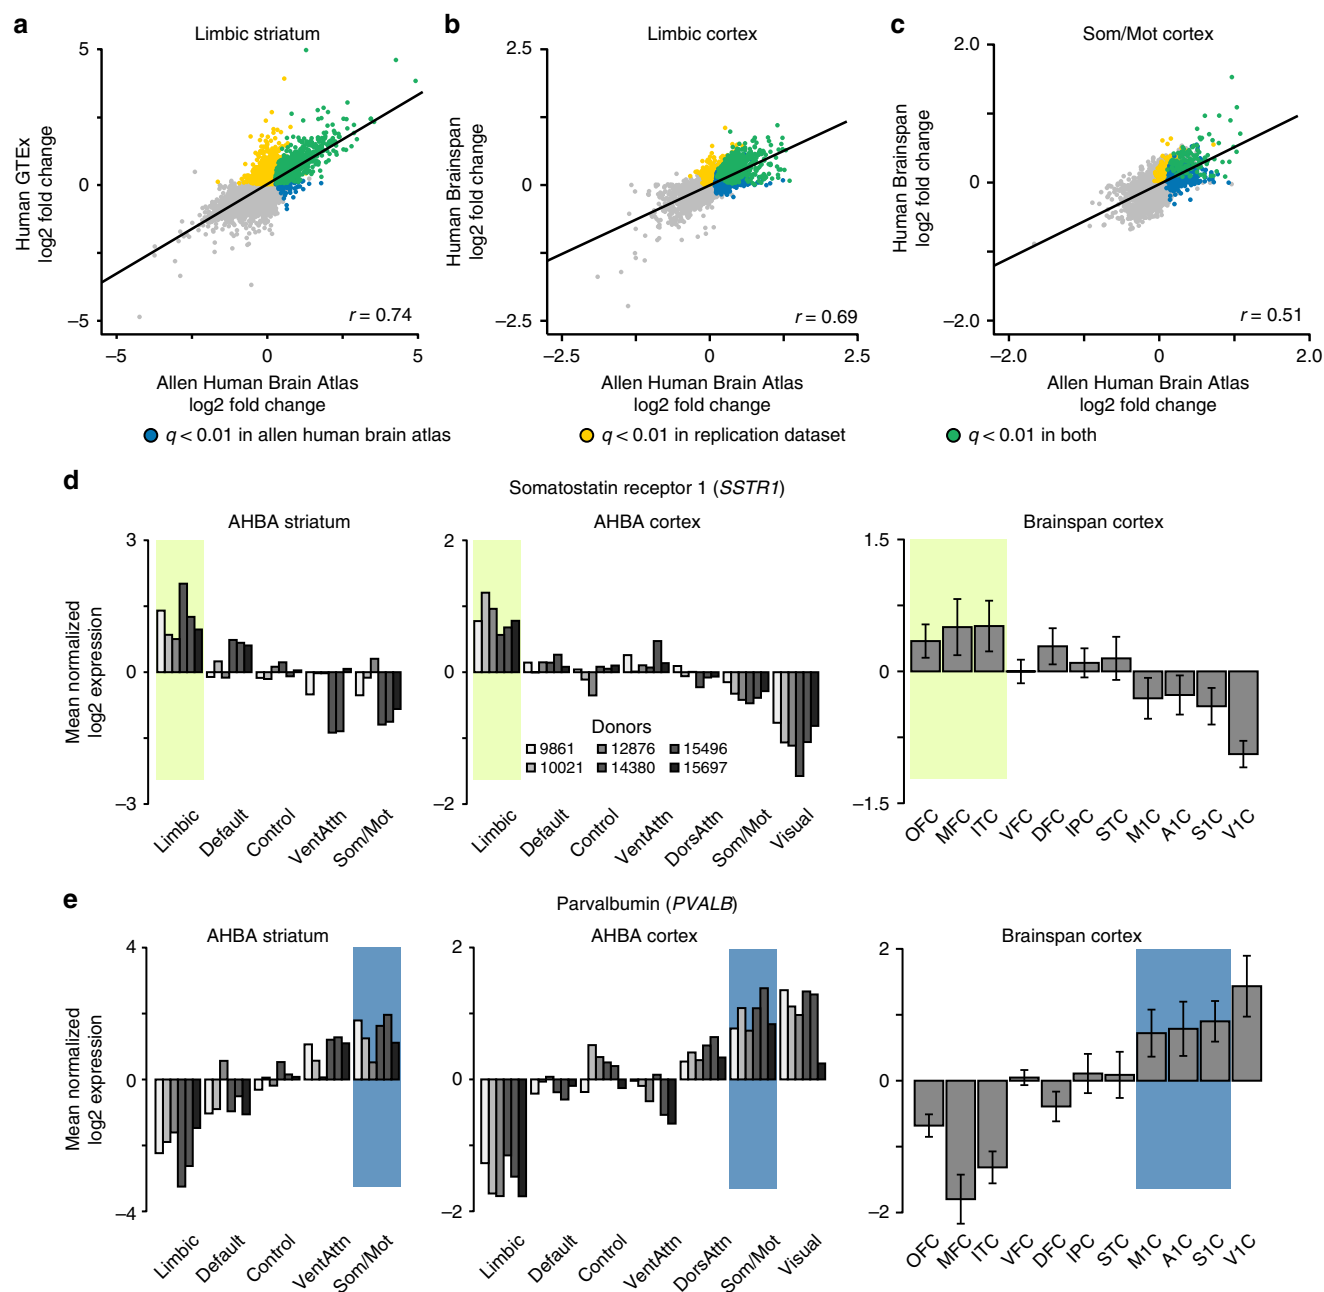 a
Limbic striatum
5
0
−5
Human GTEx
log2 fold change
r = 0.74
−5
0
5
Allen Human Brain Atlas
log2 fold change
b
Limbic cortex
2.5
0
−2.5
Human Brainspan
log2 fold change
r = 0.69
−2.5
0
2.5
Allen Human Brain Atlas
log2 fold change
c
Som/Mot cortex
2.0
0
−2.0
Human Brainspan
log2 fold change
r = 0.51
−2.0
0
2.0
Allen Human Brain Atlas
log2 fold change
q < 0.01 in allen human brain atlas
q < 0.01 in replication dataset
q < 0.01 in both
d
Somatostatin receptor 1 (SSTR1)
AHBA striatum
3
0
−3
Mean normalized
log2 expression
Limbic
Default
Control
VentAttn
Som/Mot
AHBA cortex
2
0
−2
Donors
9861
12876
15496
10021
14380
15697
Limbic
Default
Control
VentAttn
DorsAttn
Som/Mot
Visual
Brainspan cortex
1.5
0
−1.5
OFC
MFC
ITC
VFC
DFC
IPC
STC
M1C
A1C
S1C
V1C
e
Parvalbumin (PVALB)
AHBA striatum
4
0
−4
Mean normalized
log2 expression
Limbic
Default
Control
VentAttn
Som/Mot
AHBA cortex
2
0
−2
Limbic
Default
Control
VentAttn
DorsAttn
Som/Mot
Visual
Brainspan cortex
2
0
−2
OFC
MFC
ITC
VFC
DFC
IPC
STC
M1C
A1C
S1C
V1C